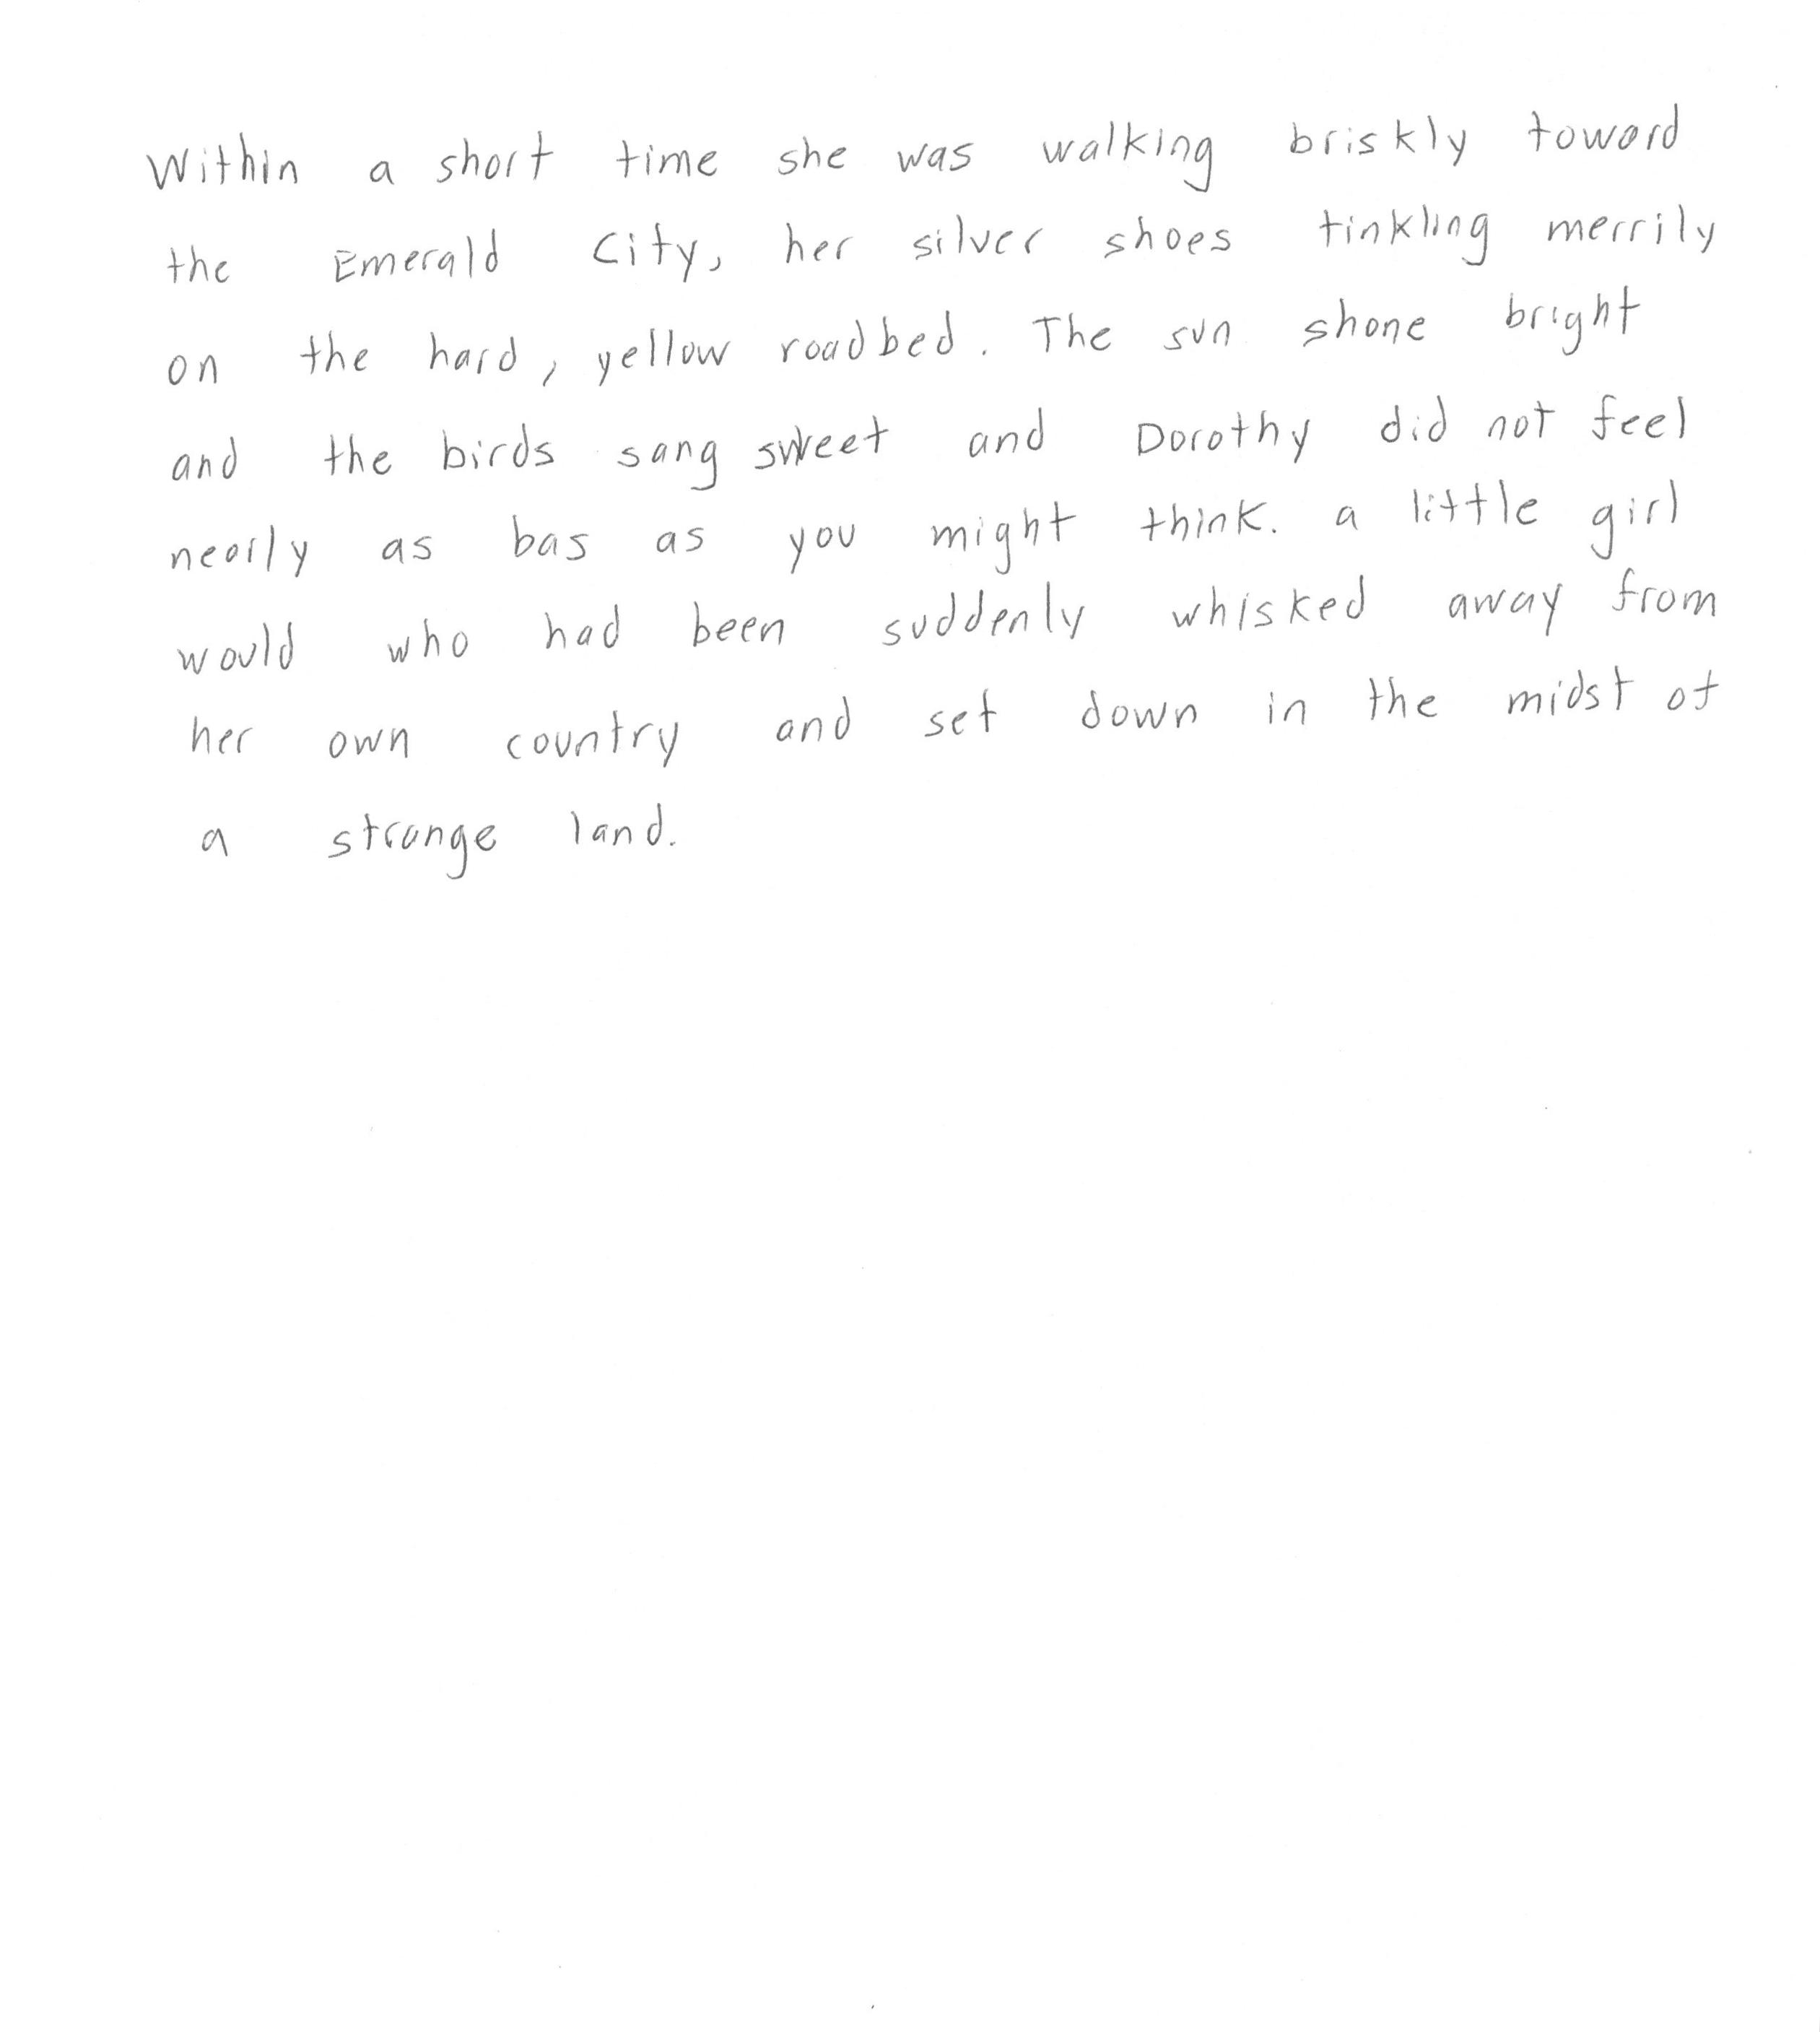 Within a short time she was walking briskly toward
the Emerald City, her silver shoes tinkling merrily
on the hard, yellow roadbed. The sun shone bright
and the birds sang sweet and Dorothy did not feel
nearly as bas as you might think. a little girl
would who had been suddenly whisked away from
her own country and set down in the midst of
a strange land.